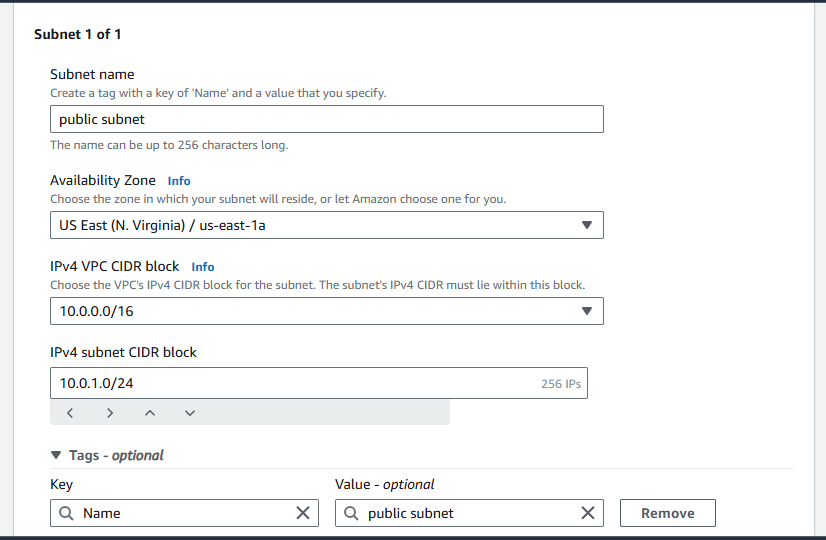 Subnet 1 of 1
Subnet name
Create a tag with a key of 'Name' and a value that you specify.
public subnet
The name can be up to 256 characters long.
Availability Zone Info
Choose the zone in which your subnet will reside, or let Amazon choose one for you.
US East (N. Virginia) / us-east-1a
IPv4 VPC CIDR block Info
Choose the VPC's IPv4 CIDR block for the subnet. The subnet's IPv4 CIDR must lie within this block.
10.0.0.0/16
IPv4 subnet CIDR block
10.0.1.0/24 256 IPs
Tags - optional
Key Value - optional
Name public subnet Remove